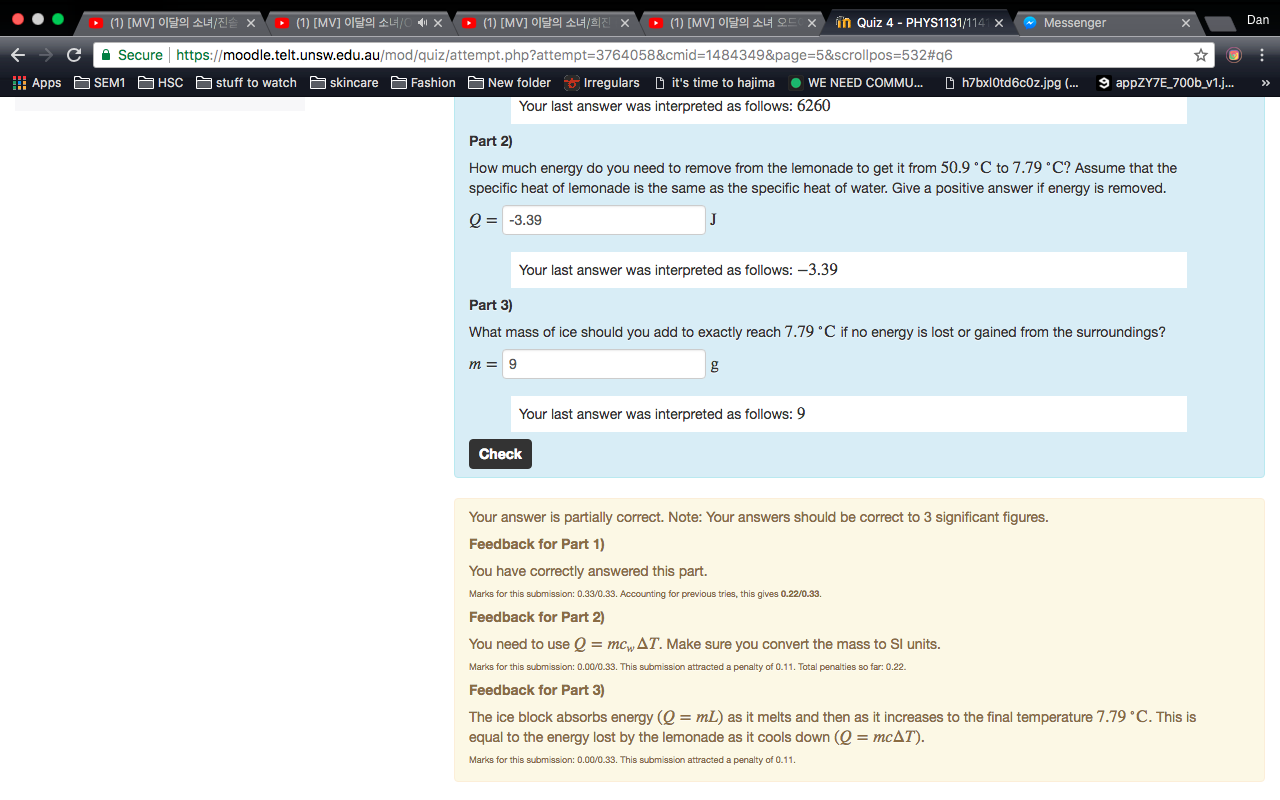 (1) [MV] 이달의 소녀/진솔
(1) [MV] 이달의 소녀/
(1) [MV] 이달의 소녀/희진
(1) [MV] 이달의 소녀 오드
Quiz 4 - PHYS1131/1141
Messenger
Dan
Secure
https://moodle.telt.unsw.edu.au/mod/quiz/attempt.php?attempt=3764058&cmid=1484349&page=5&scrollpos=532#q6
Apps
SEM1
HSC
stuff to watch
skincare
Fashion
New folder
Irregulars
it's time to hajima
WE NEED COMMU...
h7bxl0td6c0z.jpg (...
appZY7E_700b_v1.j...
»
Your last answer was interpreted as follows: 6260
Part 2)
How much energy do you need to remove from the lemonade to get it from 50.9 °C to 7.79 °C? Assume that the
specific heat of lemonade is the same as the specific heat of water. Give a positive answer if energy is removed.
Q = -3.39 J
Your last answer was interpreted as follows: −3.39
Part 3)
What mass of ice should you add to exactly reach 7.79 °C if no energy is lost or gained from the surroundings?
m = 9 g
Your last answer was interpreted as follows: 9
Check
Your answer is partially correct. Note: Your answers should be correct to 3 significant figures.
Feedback for Part 1)
You have correctly answered this part.
Marks for this submission: 0.33/0.33. Accounting for previous tries, this gives 0.22/0.33.
Feedback for Part 2)
You need to use Q = mc_w ΔT. Make sure you convert the mass to SI units.
Marks for this submission: 0.00/0.33. This submission attracted a penalty of 0.11. Total penalties so far: 0.22.
Feedback for Part 3)
The ice block absorbs energy (Q = mL) as it melts and then as it increases to the final temperature 7.79 °C. This is
equal to the energy lost by the lemonade as it cools down (Q = mcΔT).
Marks for this submission: 0.00/0.33. This submission attracted a penalty of 0.11.